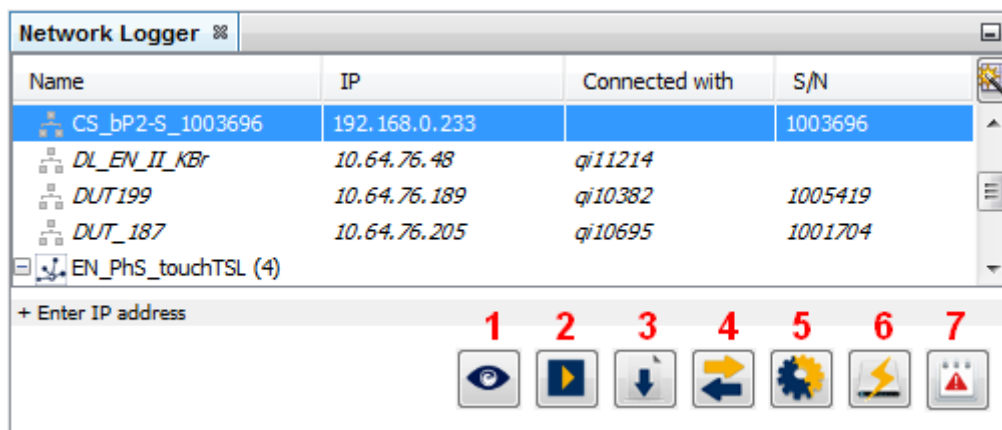 Network Logger
Name IP Connected with S/N
CS_bP2-S_1003696 192.168.0.233 1003696
DL_EN_II_KBr 10.64.76.48 qi11214
DUT199 10.64.76.189 qi10382 1005419
DUT_187 10.64.76.205 qi10695 1001704
EN_PhS_touchTSL (4)
+ Enter IP address
1 2 3 4 5 6 7